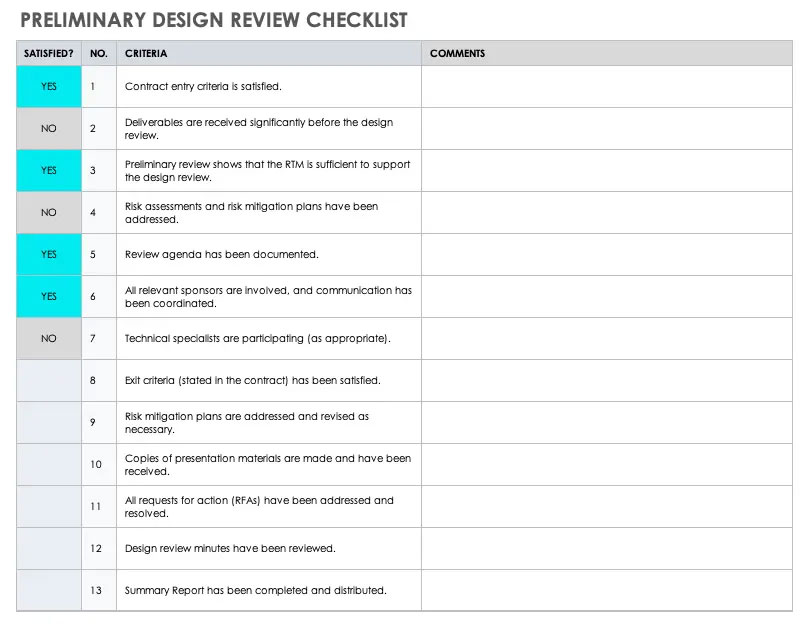 PRELIMINARY DESIGN REVIEW CHECKLIST
SATISFIED? NO. CRITERIA COMMENTS
YES 1 Contract entry criteria is satisfied.
NO 2 Deliverables are received significantly before the design
review.
YES 3 Preliminary review shows that the RTM is sufficient to support
the design review.
NO 4 Risk assessments and risk mitigation plans have been
addressed.
YES 5 Review agenda has been documented.
YES 6 All relevant sponsors are involved, and communication has
been coordinated.
NO 7 Technical specialists are participating (as appropriate).
8 Exit criteria (stated in the contract) has been satisfied.
9 Risk mitigation plans are addressed and revised as
necessary.
10 Copies of presentation materials are made and have been
received.
11 All requests for action (RFAs) have been addressed and
resolved.
12 Design review minutes have been reviewed.
13 Summary Report has been completed and distributed.